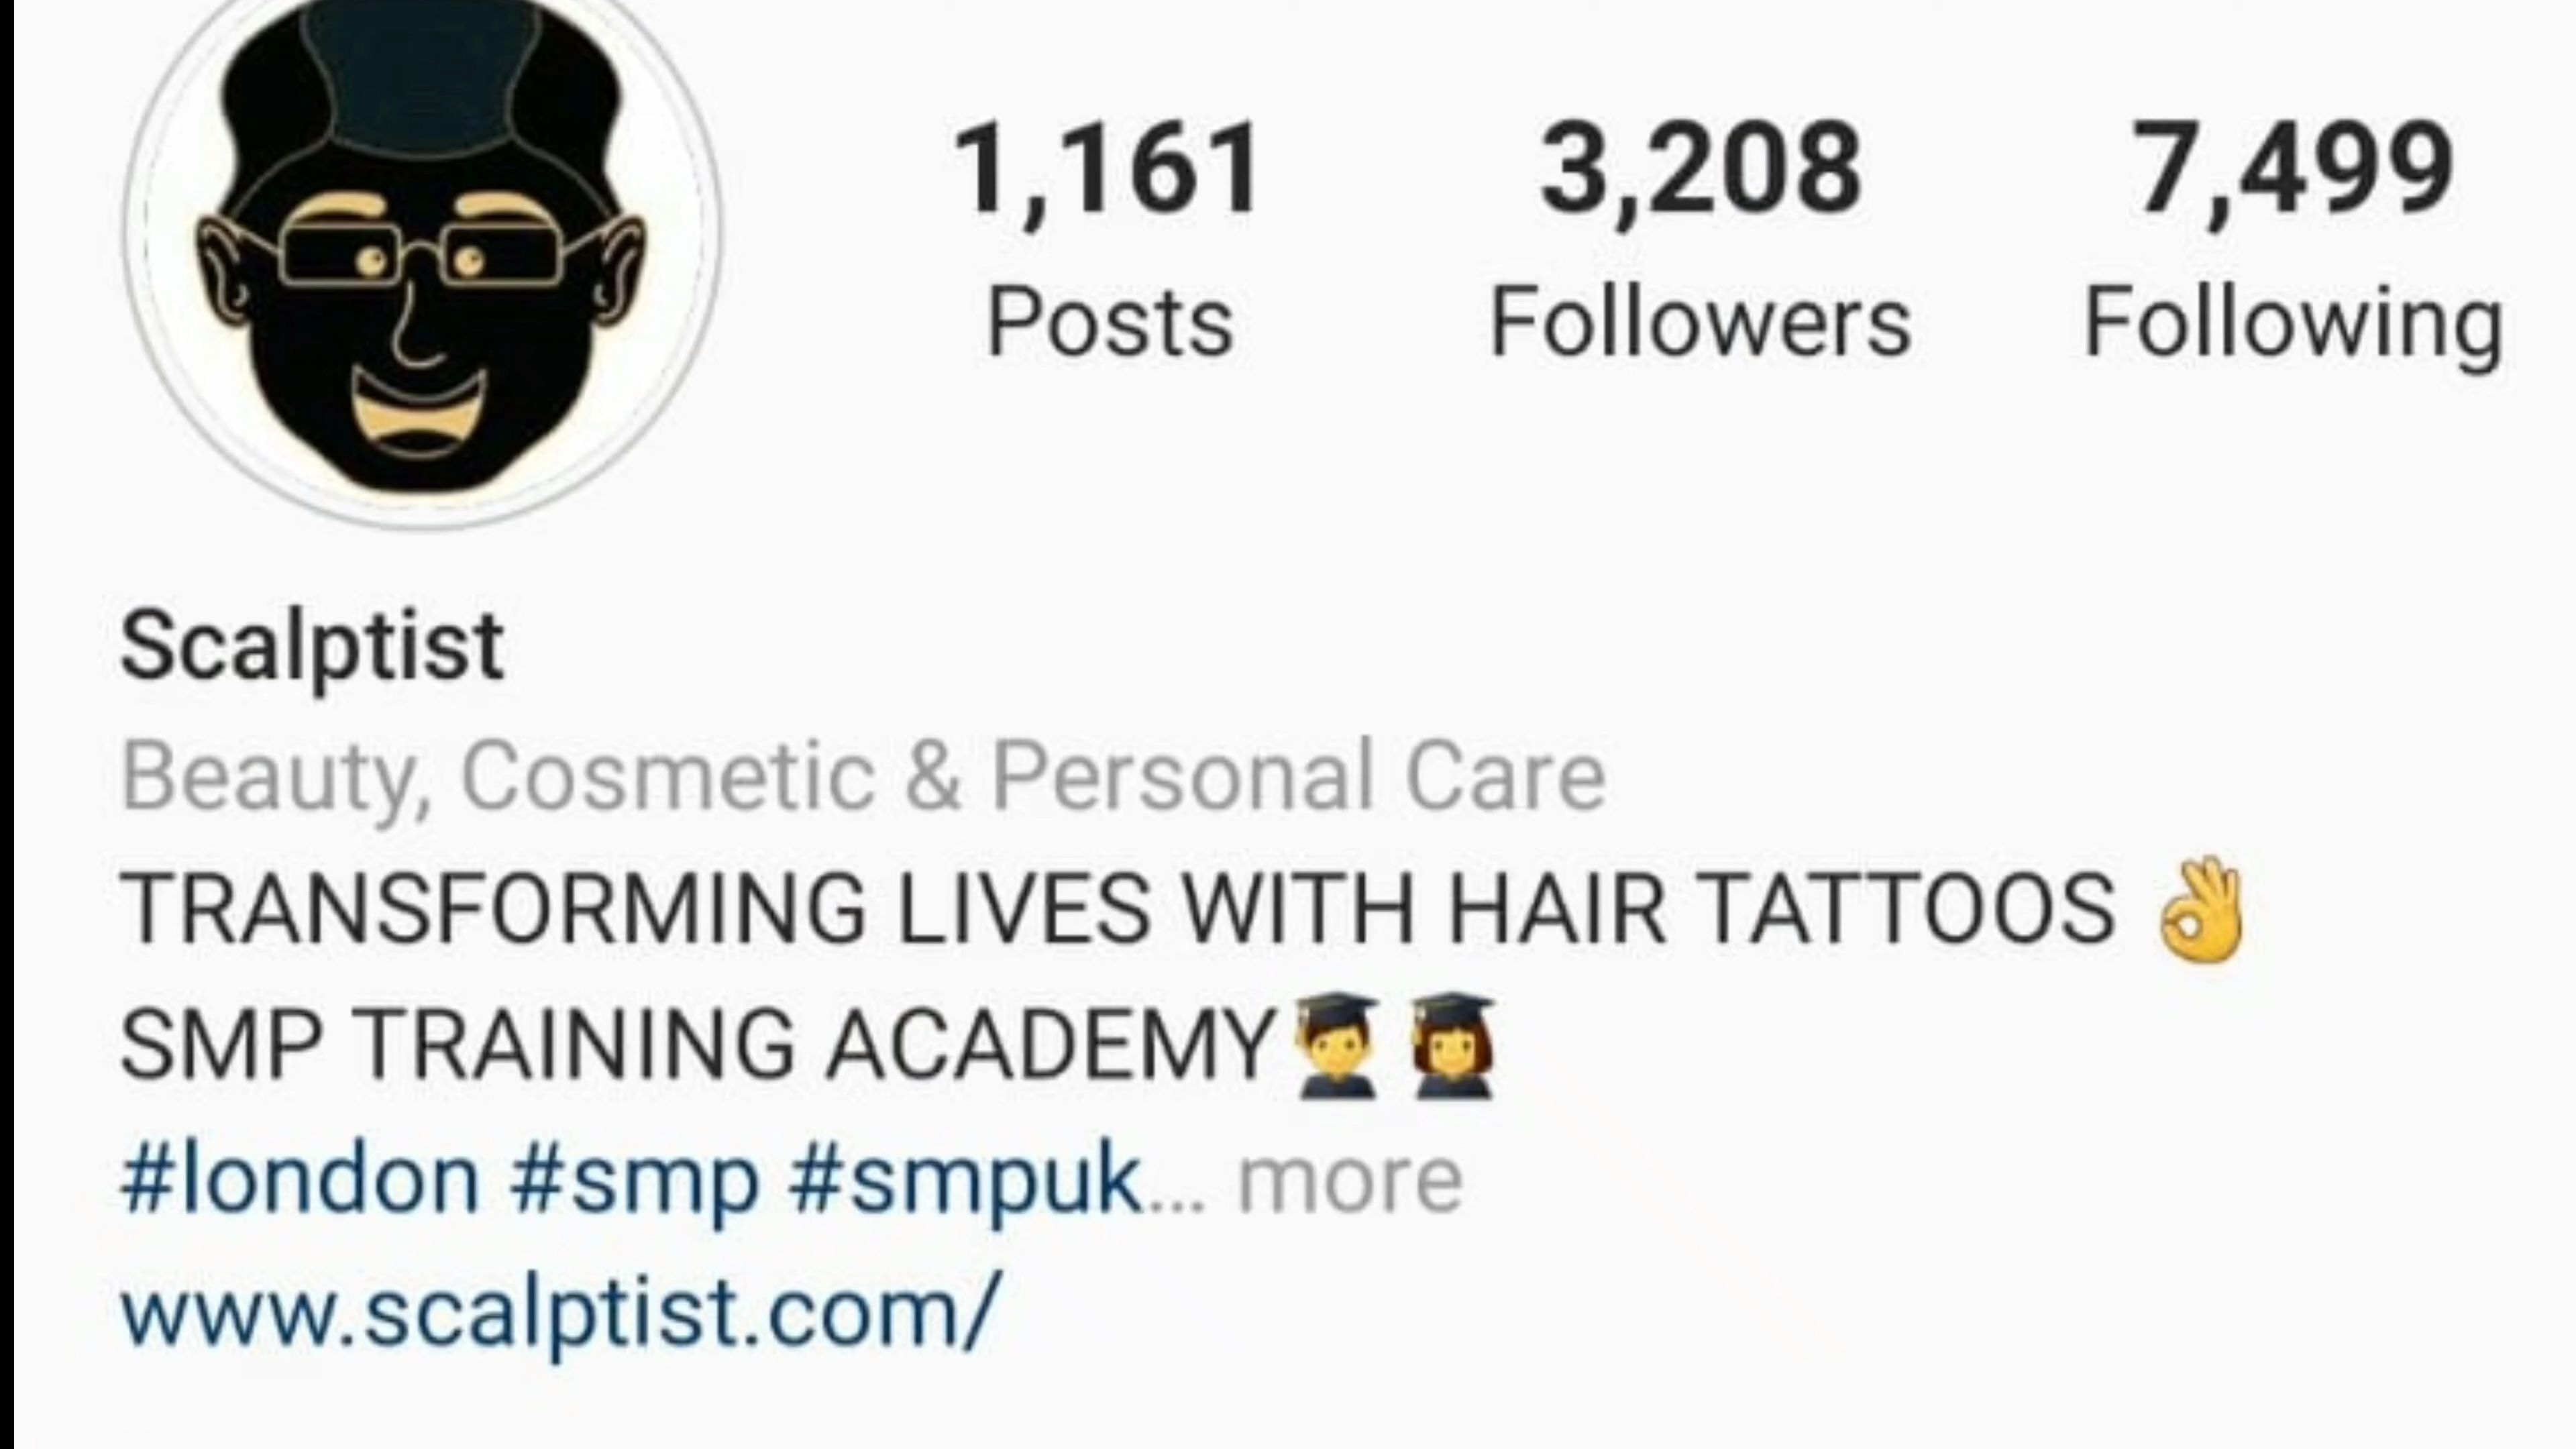 1,161 3,208 7,499
Posts Followers Following
Scalptist
Beauty, Cosmetic & Personal Care
TRANSFORMING LIVES WITH HAIR TATTOOS 👌
SMP TRAINING ACADEMY👨‍🎓👩‍🎓
#london #smp #smpuk... more
www.scalptist.com/